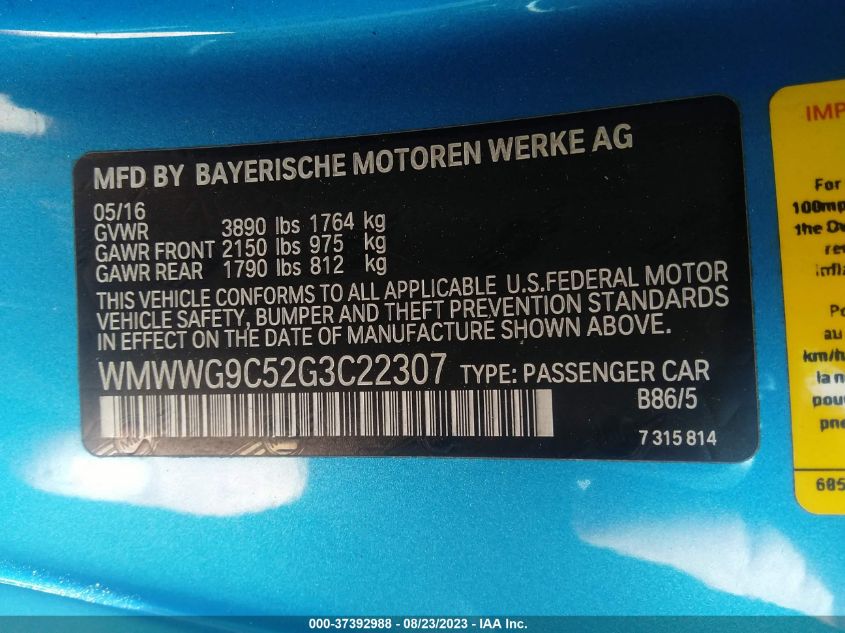 MFD BY BAYERISCHE MOTOREN WERKE AG
05/16
GVWR 3890 lbs 1764 kg
GAWR FRONT 2150 lbs 975 kg
GAWR REAR 1790 lbs 812 kg
THIS VEHICLE CONFORMS TO ALL APPLICABLE U.S.FEDERAL MOTOR
VEHICLE SAFETY, BUMPER AND THEFT PREVENTION STANDARDS
IN EFFECT ON THE DATE OF MANUFACTURE SHOWN ABOVE.
WMWWG9C52G3C22307 TYPE: PASSENGER CAR
B86/5
7 315 814
For
100mp
the
au
km/h
la n
pou
pne
605
000-37392988 - 08/23/2023 - IAA Inc.